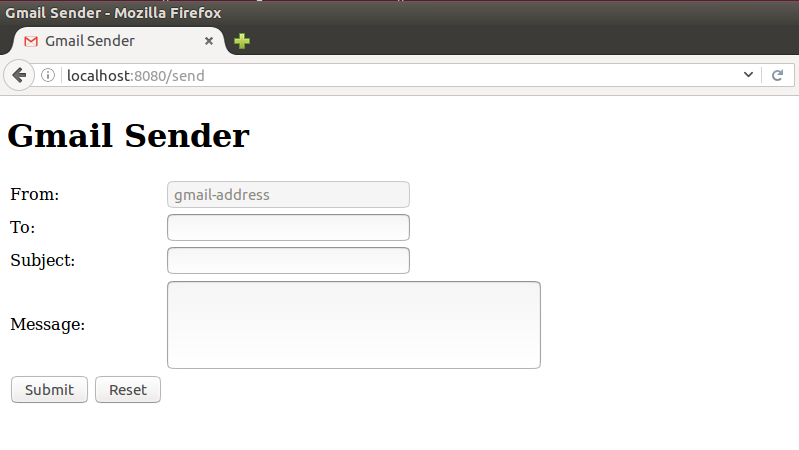 Gmail Sender - Mozilla Firefox
Gmail Sender
localhost:8080/send
Gmail Sender
From: gmail-address
To:
Subject:
Message:
Submit Reset